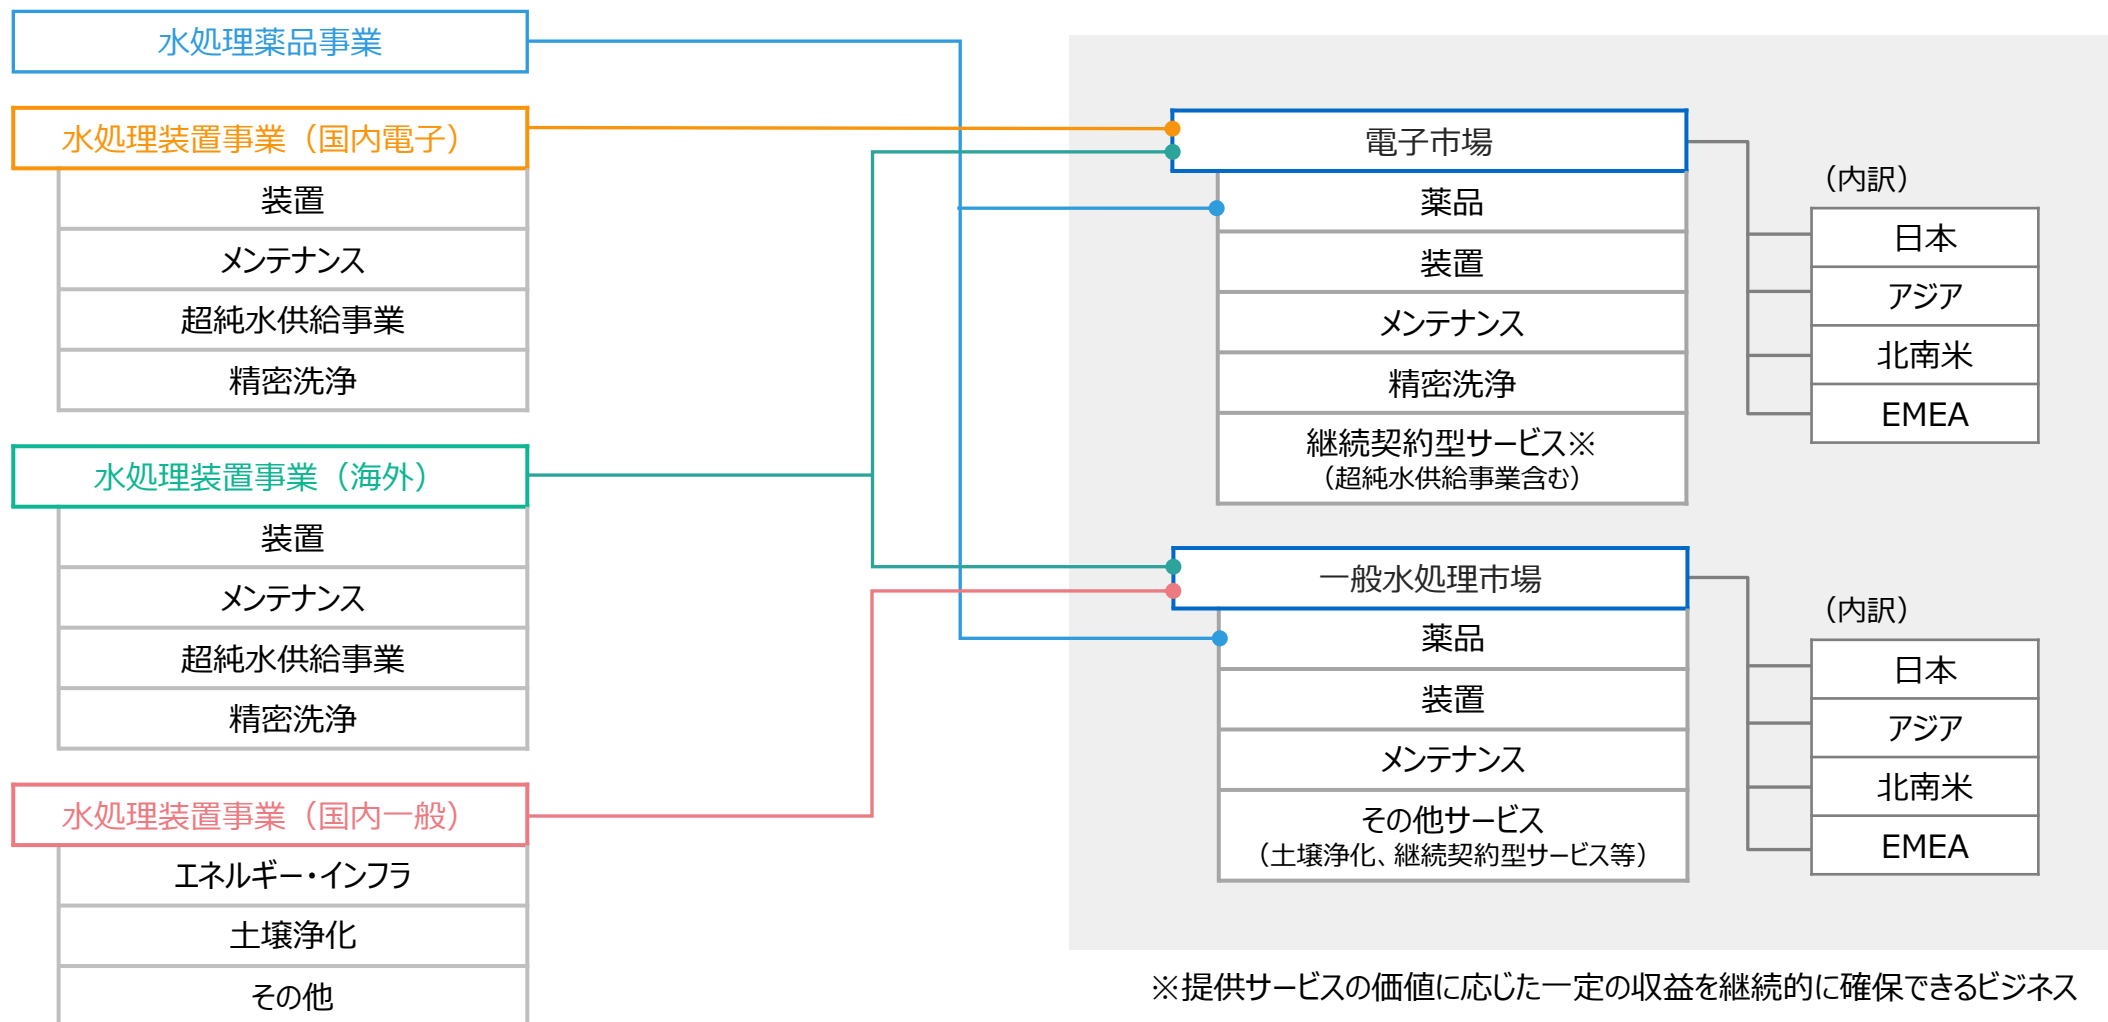 水処理薬品事業
水処理装置事業（国内電子）
装置
メンテナンス
超純水供給事業
精密洗浄
水処理装置事業（海外）
装置
メンテナンス
超純水供給事業
精密洗浄
水処理装置事業（国内一般）
エネルギー・インフラ
土壌浄化
その他
電子市場
薬品
装置
メンテナンス
精密洗浄
継続契約型サービス※
（超純水供給事業含む）
（内訳）
日本
アジア
北南米
EMEA
一般水処理市場
薬品
装置
メンテナンス
その他サービス
（土壌浄化、継続契約型サービス等）
（内訳）
日本
アジア
北南米
EMEA
※提供サービスの価値に応じた一定の収益を継続的に確保できるビジネス